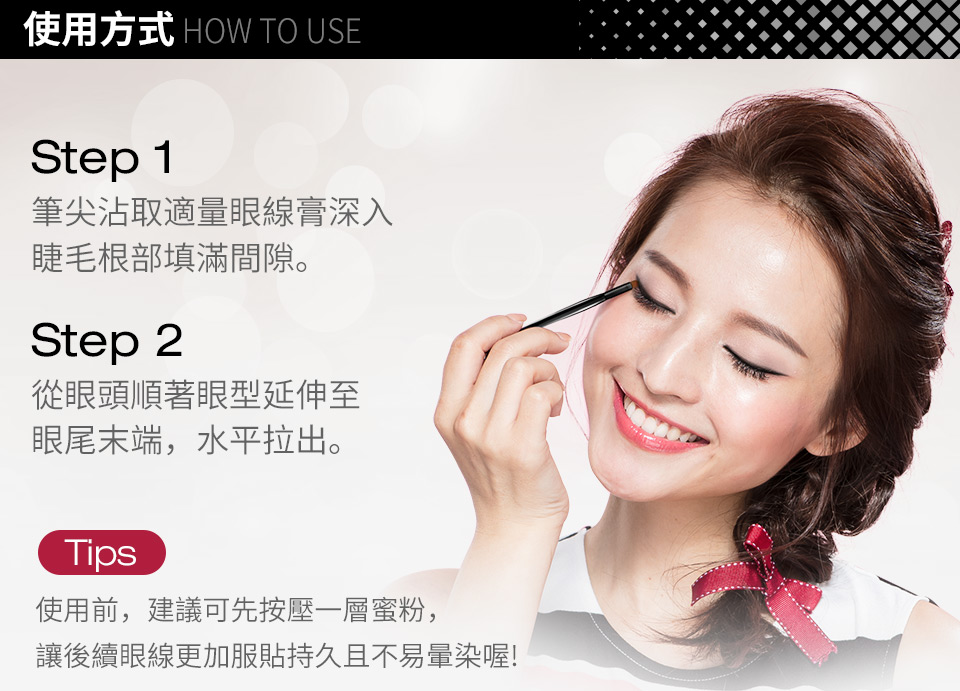 使用方式 HOW TO USE
Step 1
筆尖沾取適量眼線膏深入
睫毛根部填滿間隙。
Step 2
從眼頭順著眼型延伸至
眼尾末端，水平拉出。
Tips
使用前，建議可先按壓一層蜜粉，
讓後續眼線更加服貼持久且不易暈染喔!